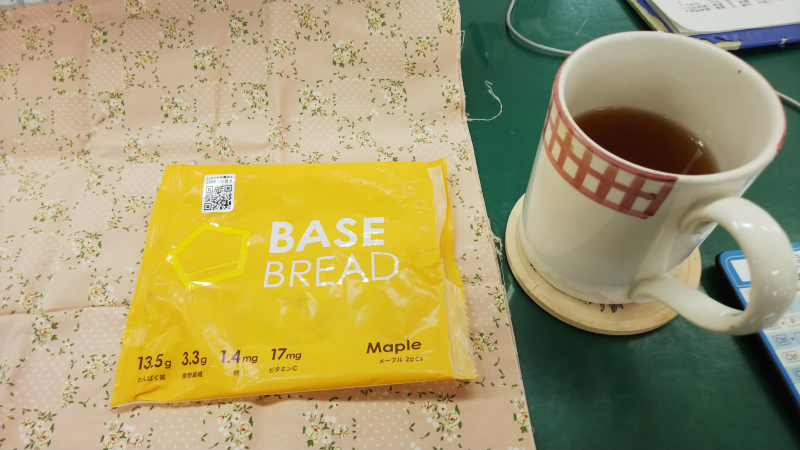 BASE
BREAD
13.5g 3.3g 1.4mg 17mg
たんぱく質 食物繊維 鉄 ビタミンC
Maple
メープル 2pcs